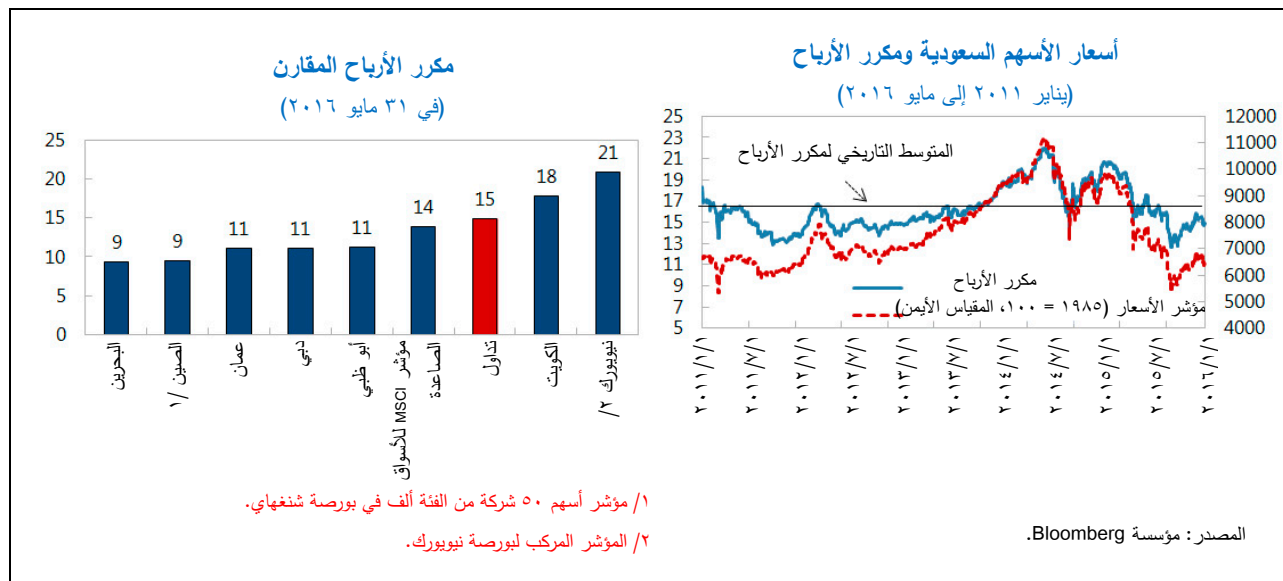 أسعار الأسهم السعودية ومكرر الأرباح
(يناير ٢٠١١ إلى مايو ٢٠١٦)
25
23
21
19
17
15
13
11
9
7
5
12000
11000
10000
9000
8000
7000
6000
5000
4000
المتوسط التاريخي لمكرر الأرباح
مكرر الأرباح
مؤشر الأسعار (١٩٨٥ = ١٠٠، المقياس الأيمن)
٢٠١١/١/١
٢٠١١/٧/١
٢٠١٢/١/١
٢٠١٢/٧/١
٢٠١٣/١/١
٢٠١٣/٧/١
٢٠١٤/١/١
٢٠١٤/٧/١
٢٠١٥/١/١
٢٠١٥/٧/١
٢٠١٦/١/١
المصدر: مؤسسة Bloomberg.
مكرر الأرباح المقارن
(في ٣١ مايو ٢٠١٦)
25
20
15
10
5
0
9
9
11
11
11
14
15
18
21
البحرين
الصين /١
عمان
دبي
أبو ظبي
مؤشر MSCI للأسواق
الصاعدة
تداول
الكويت
نيويورك ٢/
١/ مؤشر أسهم ٥٠ شركة من الفئة ألف في بورصة شنغهاي.
٢/ المؤشر المركب لبورصة نيويورك.